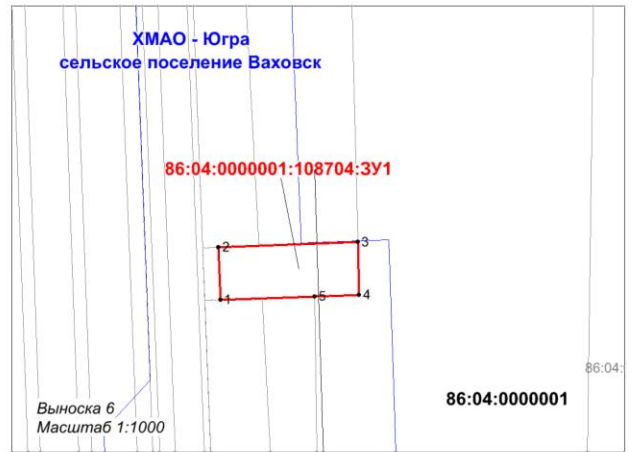 ХМАО - Югра
сельское поселение Ваховск
86:04:0000001:108704:ЗУ1
2
3
1
5
4
86:04:
86:04:0000001
Выноска 6
Масштаб 1:1000